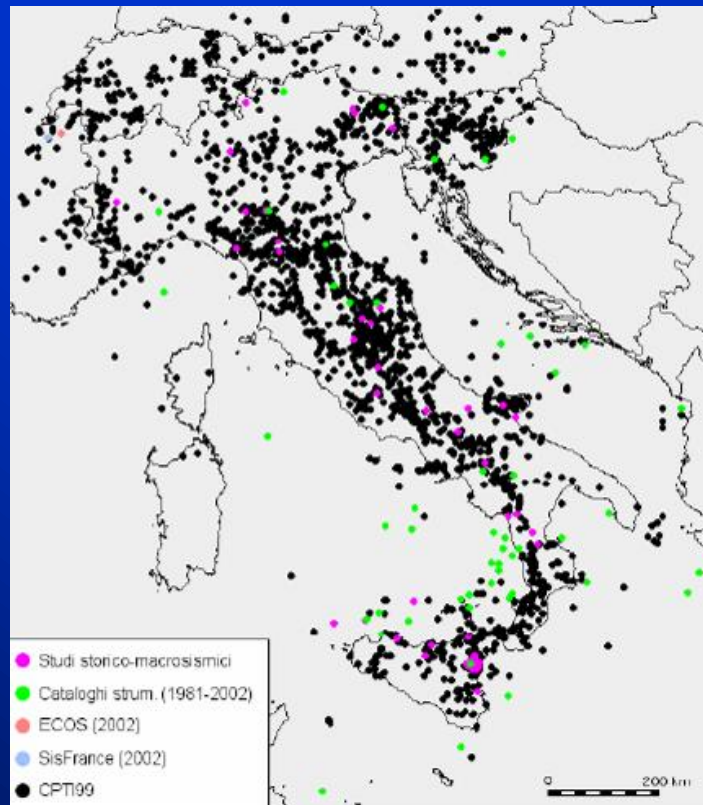 Studi storico-macrosismici
Cataloghi strum. (1981-2002)
ECOS (2002)
SisFrance (2002)
CPTI99
0 200 km